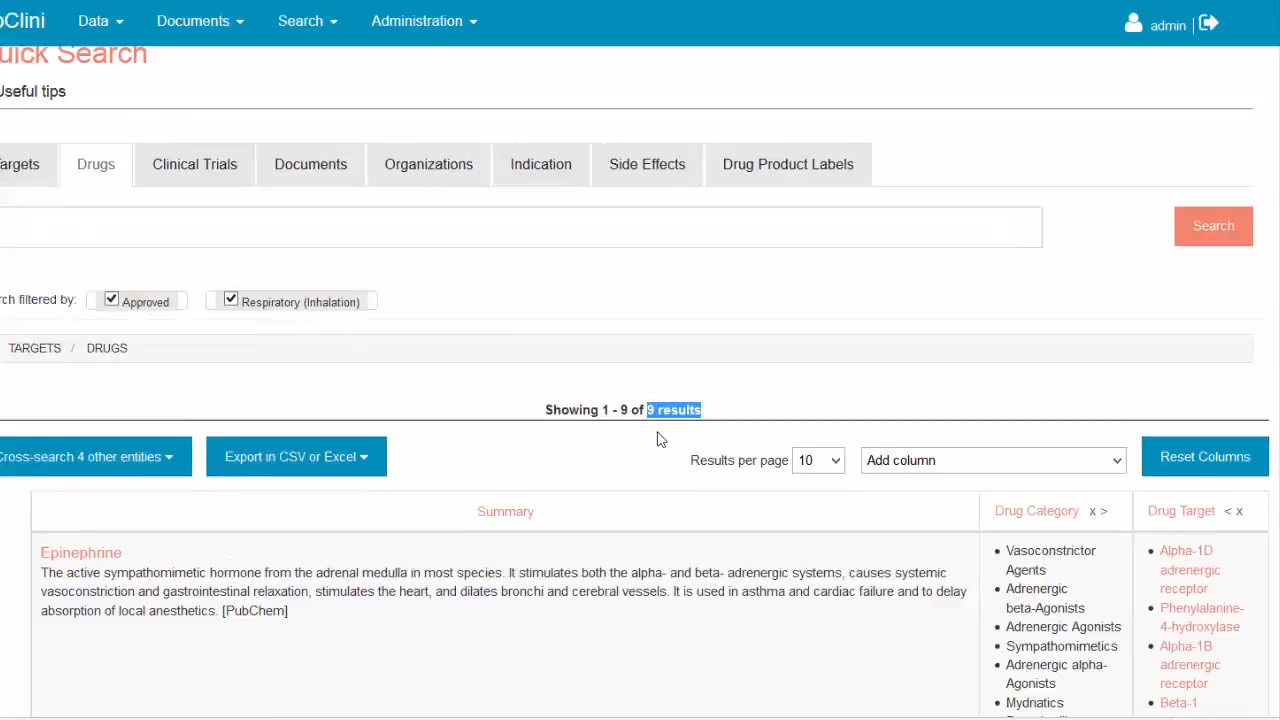 oClini Data Documents Search Administration admin
uick Search
Useful tips
argets Drugs Clinical Trials Documents Organizations Indication Side Effects Drug Product Labels
Search
rch filtered by: Approved Respiratory (Inhalation)
TARGETS / DRUGS
Showing 1 - 9 of 9 results
Cross-search 4 other entities Export in CSV or Excel Results per page 10 Add column Reset Columns
Summary Drug Category x > Drug Target < x
Epinephrine
The active sympathomimetic hormone from the adrenal medulla in most species. It stimulates both the alpha- and beta- adrenergic systems, causes systemic
vasoconstriction and gastrointestinal relaxation, stimulates the heart, and dilates bronchi and cerebral vessels. It is used in asthma and cardiac failure and to delay
absorption of local anesthetics. [PubChem]
Vasoconstrictor
Agents
Adrenergic
beta-Agonists
Adrenergic Agonists
Sympathomimetics
Adrenergic alpha-
Agonists
Mydriatics
Alpha-1D
adrenergic
receptor
Phenylalanine-
4-hydroxylase
Alpha-1B
adrenergic
receptor
Beta-1